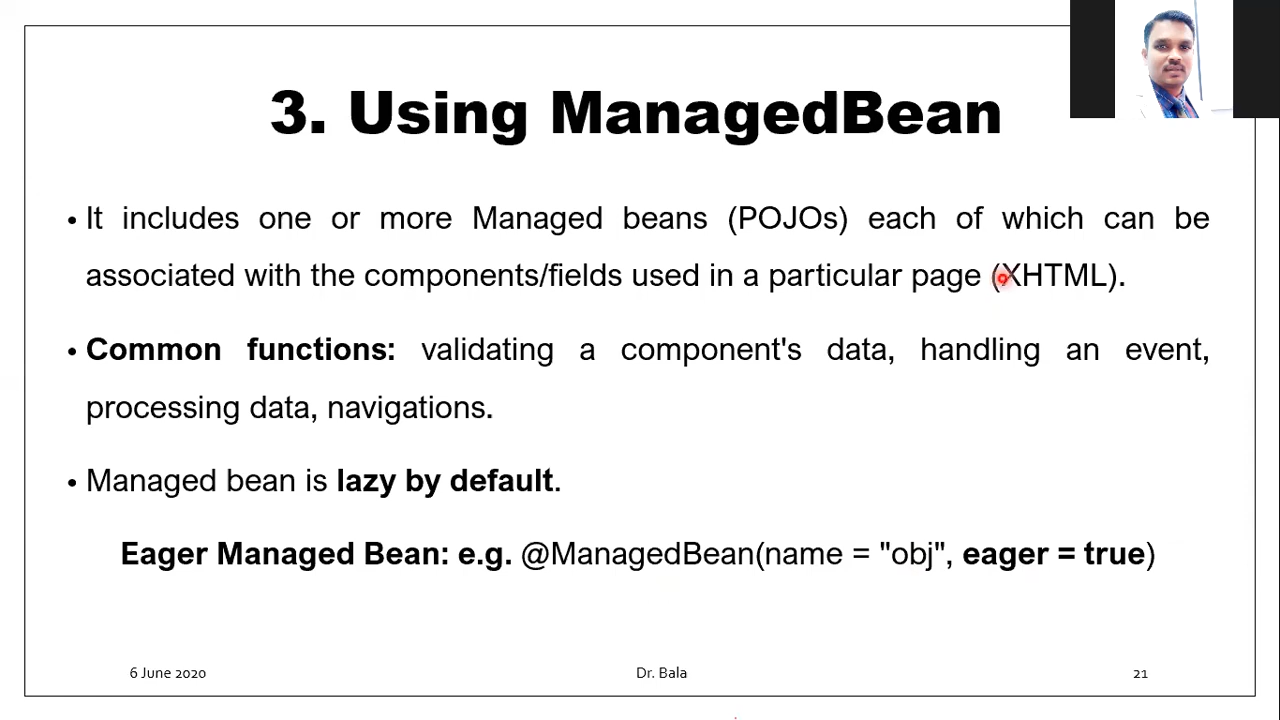 3. Using ManagedBean
• It includes one or more Managed beans (POJOs) each of which can be
associated with the components/fields used in a particular page (XHTML).
• Common functions: validating a component's data, handling an event,
processing data, navigations.
• Managed bean is lazy by default.
Eager Managed Bean: e.g. @ManagedBean(name = "obj", eager = true)
6 June 2020
Dr. Bala
21